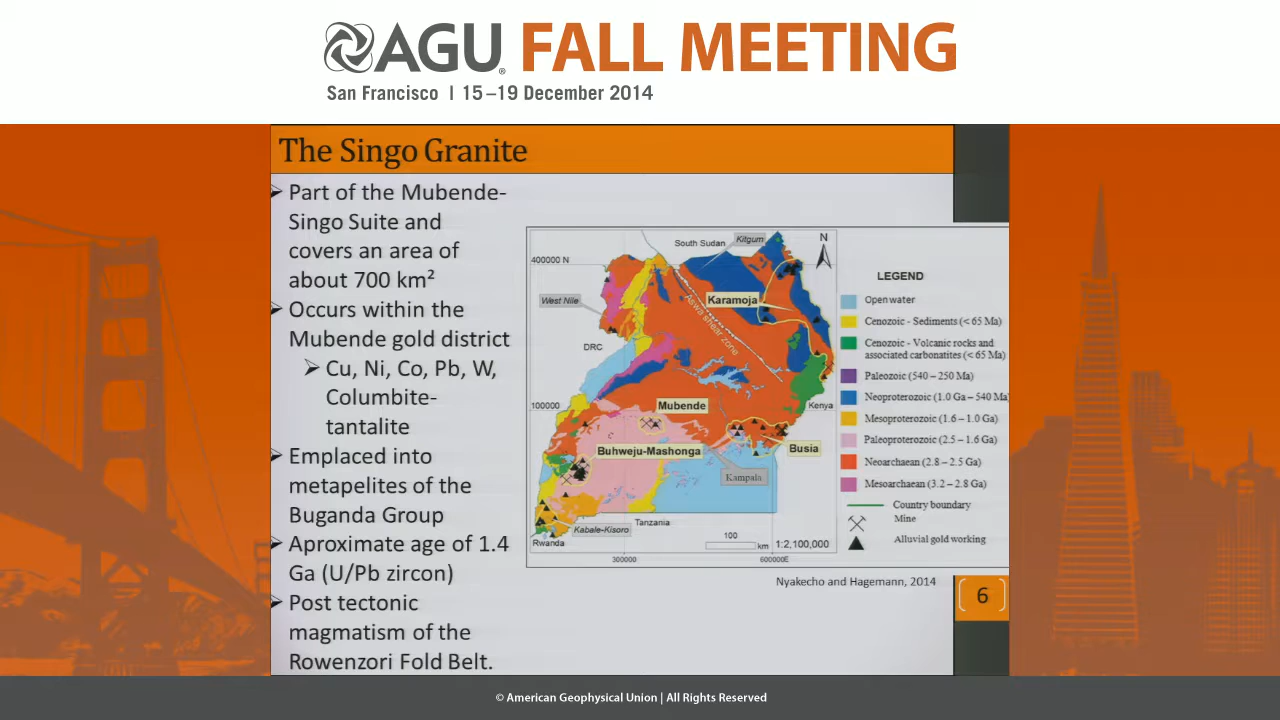 AGU FALL MEETING
San Francisco | 15–19 December 2014
The Singo Granite
➢ Part of the Mubende-
Singo Suite and
covers an area of
about 700 km²
➢ Occurs within the
Mubende gold district
➢ Cu, Ni, Co, Pb, W,
Columbite-
tantalite
➢ Emplaced into
metapelites of the
Buganda Group
➢ Aproximate age of 1.4
Ga (U/Pb zircon)
➢ Post tectonic
magmatism of the
Rowenzori Fold Belt.
South Sudan
Kitgum
N
400000 N
West Nile
Karamoja
Aswa shear zone
DRC
100000
Mubende
Kenya
Buhweju-Mashonga
Busia
Kampala
Kabale-Kisoro
Tanzania
Rwanda
100
km
1:2,100,000
300000
600000E
LEGEND
Open water
Cenozoic - Sediments (< 65 Ma)
Cenozoic - Volcanic rocks and
associated carbonatites (< 65 Ma)
Paleozoic (540 – 250 Ma)
Neoproterozoic (1.0 Ga – 540 Ma
Mesoproterozoic (1.6 – 1.0 Ga)
Paleoproterozoic (2.5 – 1.6 Ga)
Neoarchaean (2.8 – 2.5 Ga)
Mesoarchaean (3.2 – 2.8 Ga)
Country boundary
Mine
Alluvial gold working
Nyakecho and Hagemann, 2014
6
© American Geophysical Union | All Rights Reserved